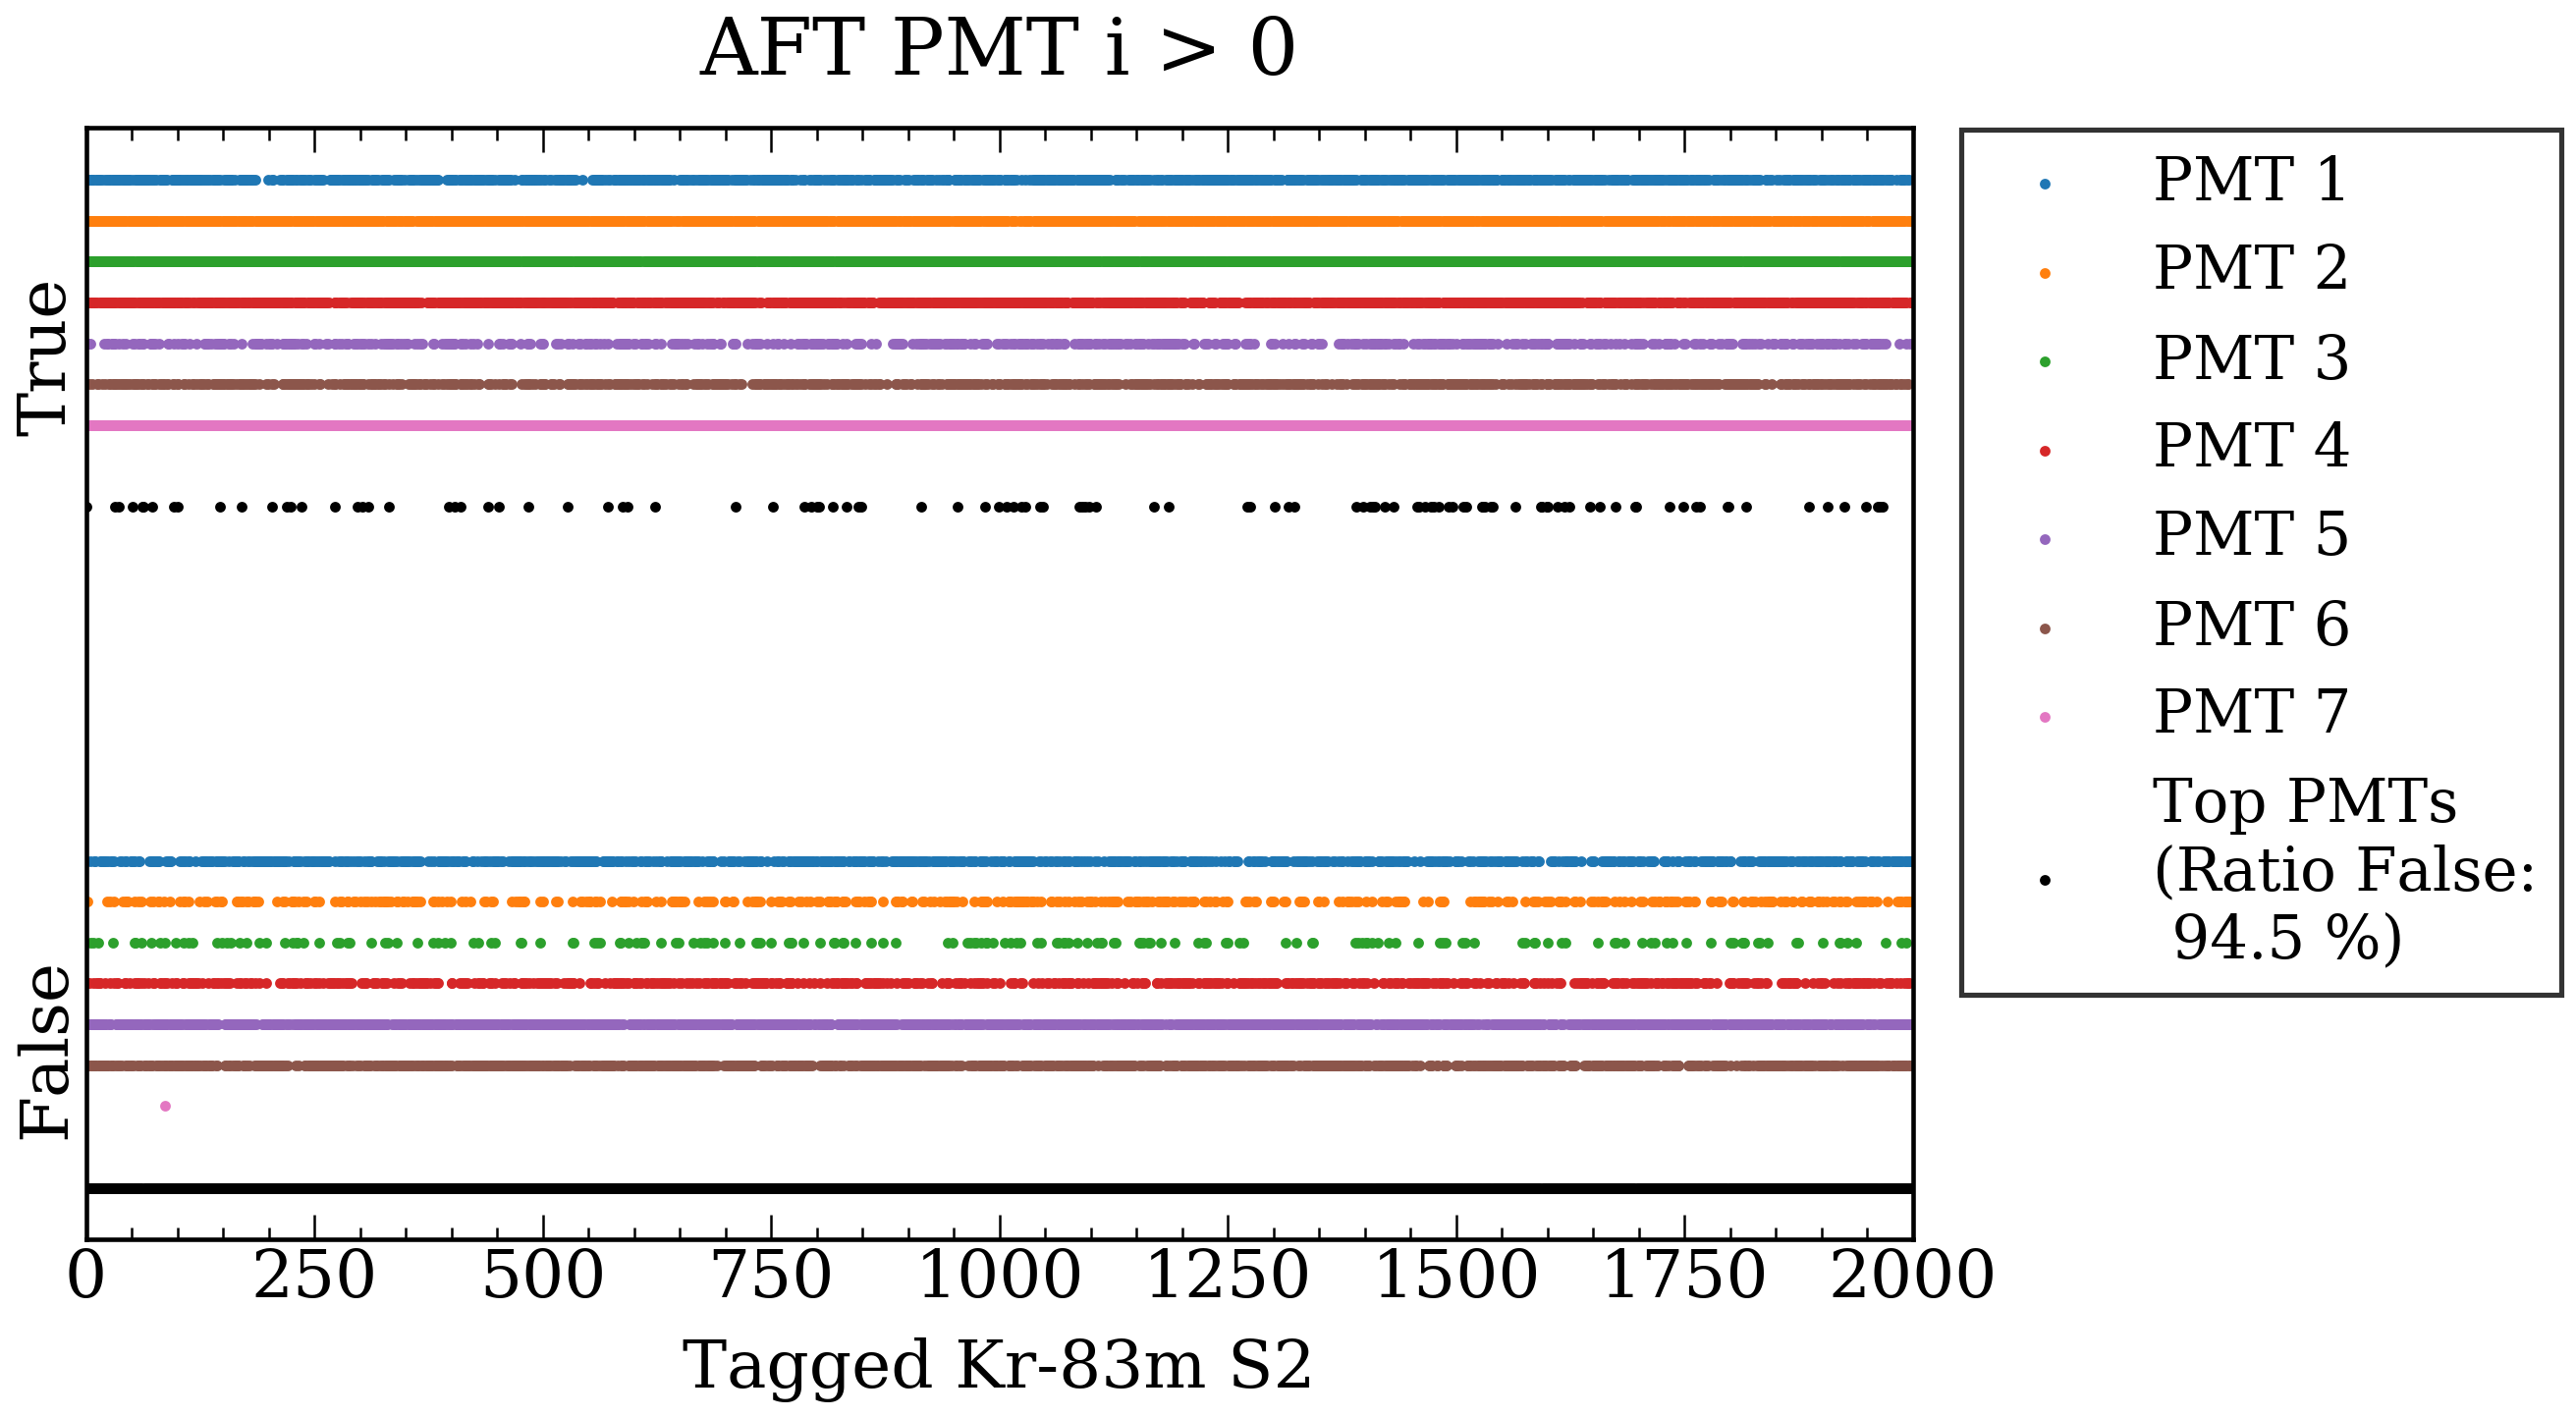 AFT PMT i > 0
True
False
0 250 500 750 1000 1250 1500 1750 2000
Tagged Kr-83m S2
PMT 1
PMT 2
PMT 3
PMT 4
PMT 5
PMT 6
PMT 7
Top PMTs
(Ratio False:
94.5 %)